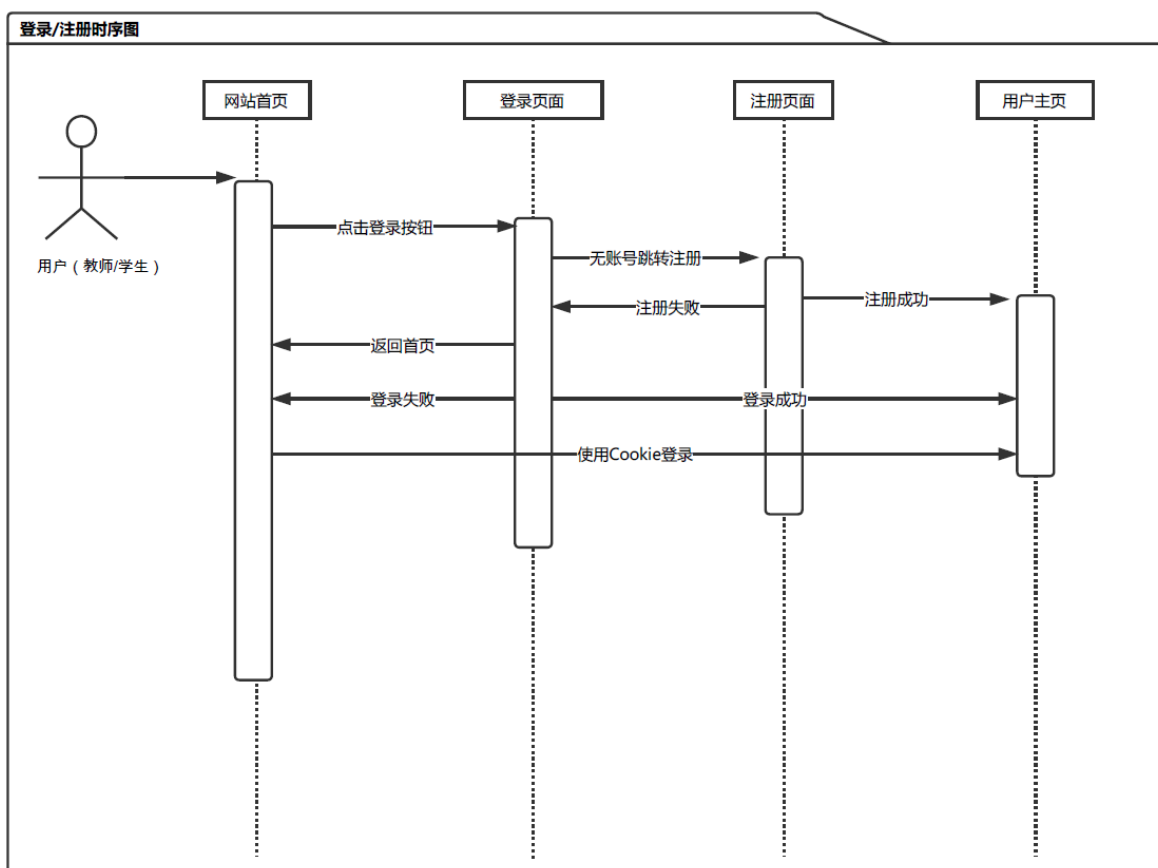 登录/注册时序图
网站首页
登录页面
注册页面
用户主页
用户（教师/学生）
点击登录按钮
无账号跳转注册
注册失败
注册成功
返回首页
登录失败
登录成功
使用Cookie登录